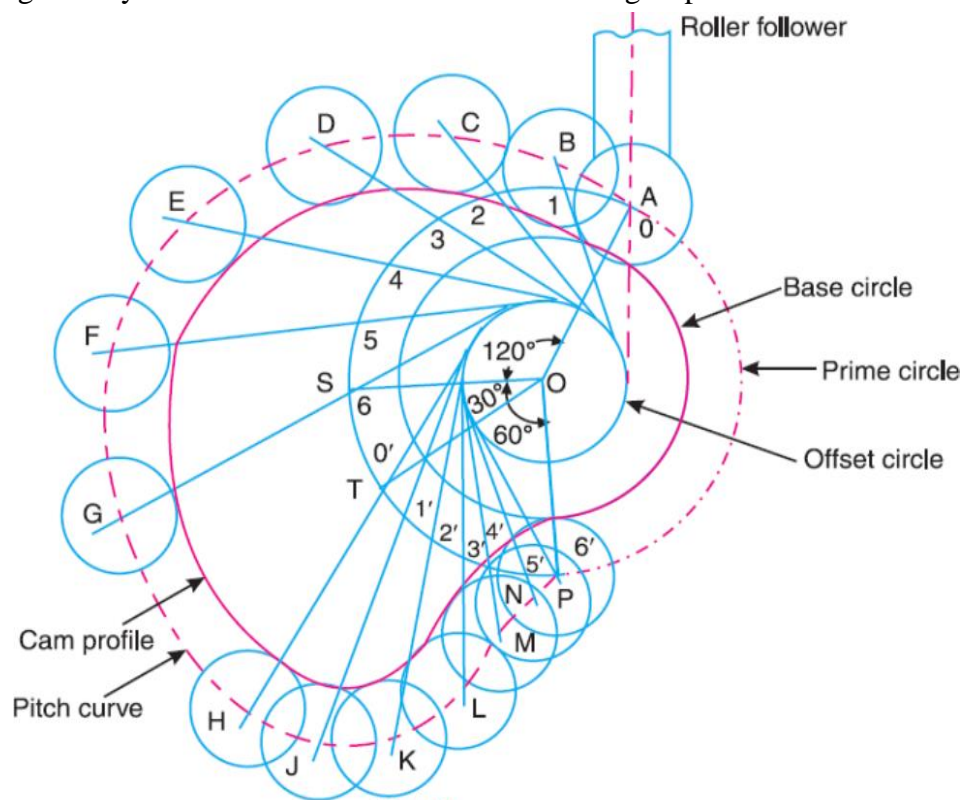 Roller follower
D
C
B
A
E
2
1
0
3
4
Base circle
F
5
120°
Prime circle
S
O
6
30°
60°
0′
Offset circle
T
G
1′
2′
3′
4′
5′
6′
N
P
M
Cam profile
Pitch curve
L
H
J
K